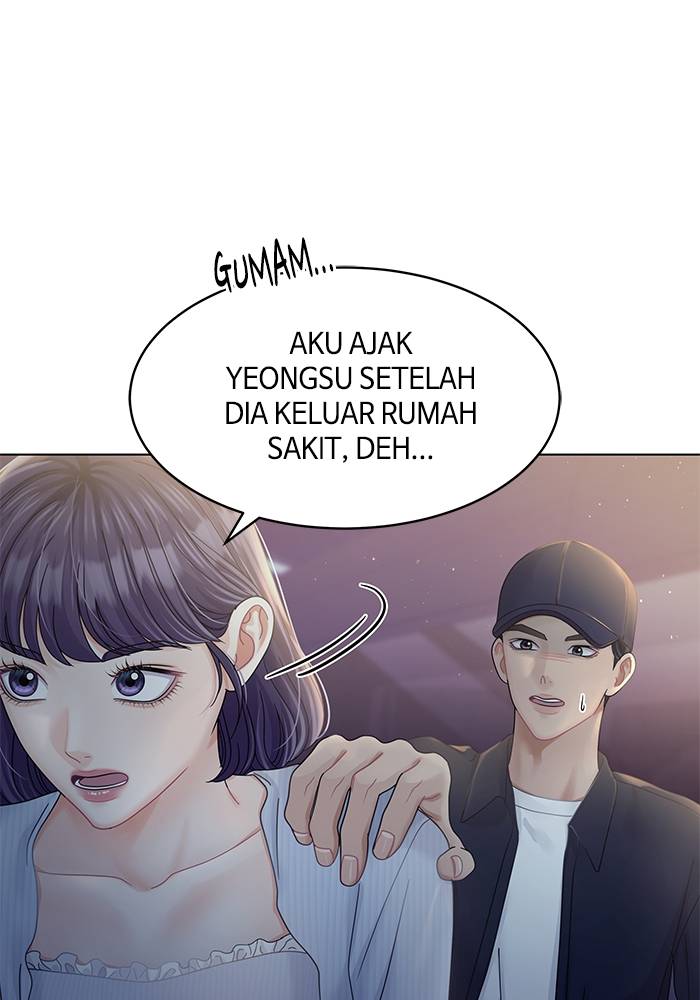 GUMAM...
AKU AJAK
YEONGSU SETELAH
DIA KELUAR RUMAH
SAKIT, DEH...